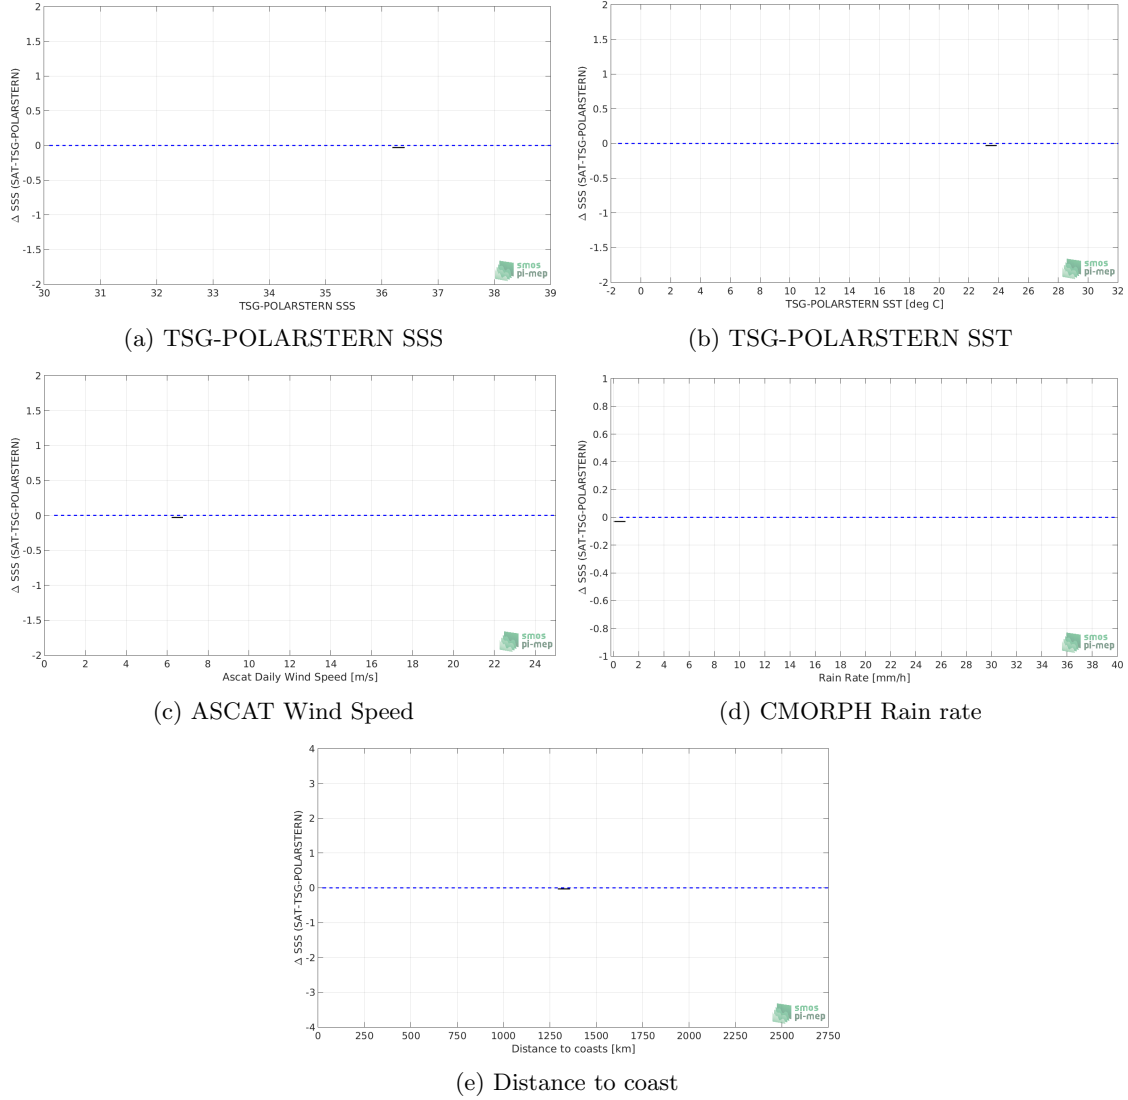 2
1.5
1
0.5
0
-0.5
-1
-1.5
-2
Δ SSS (SAT-TSG-POLARSTERN)
30 31 32 33 34 35 36 37 38 39
TSG-POLARSTERN SSS
smos
pi-mep
(a) TSG-POLARSTERN SSS
2
1.5
1
0.5
0
-0.5
-1
-1.5
-2
Δ SSS (SAT-TSG-POLARSTERN)
-2 0 2 4 6 8 10 12 14 16 18 20 22 24 26 28 30 32
TSG-POLARSTERN SST [deg C]
smos
pi-mep
(b) TSG-POLARSTERN SST
2
1.5
1
0.5
0
-0.5
-1
-1.5
-2
Δ SSS (SAT-TSG-POLARSTERN)
0 2 4 6 8 10 12 14 16 18 20 22 24
Ascat Daily Wind Speed [m/s]
smos
pi-mep
(c) ASCAT Wind Speed
1
0.8
0.6
0.4
0.2
0
-0.2
-0.4
-0.6
-0.8
-1
Δ SSS (SAT-TSG-POLARSTERN)
0 2 4 6 8 10 12 14 16 18 20 22 24 26 28 30 32 34 36 38 40
Rain Rate [mm/h]
smos
pi-mep
(d) CMORPH Rain rate
4
3
2
1
0
-1
-2
-3
-4
Δ SSS (SAT-TSG-POLARSTERN)
0 250 500 750 1000 1250 1500 1750 2000 2250 2500 2750
Distance to coasts [km]
smos
pi-mep
(e) Distance to coast